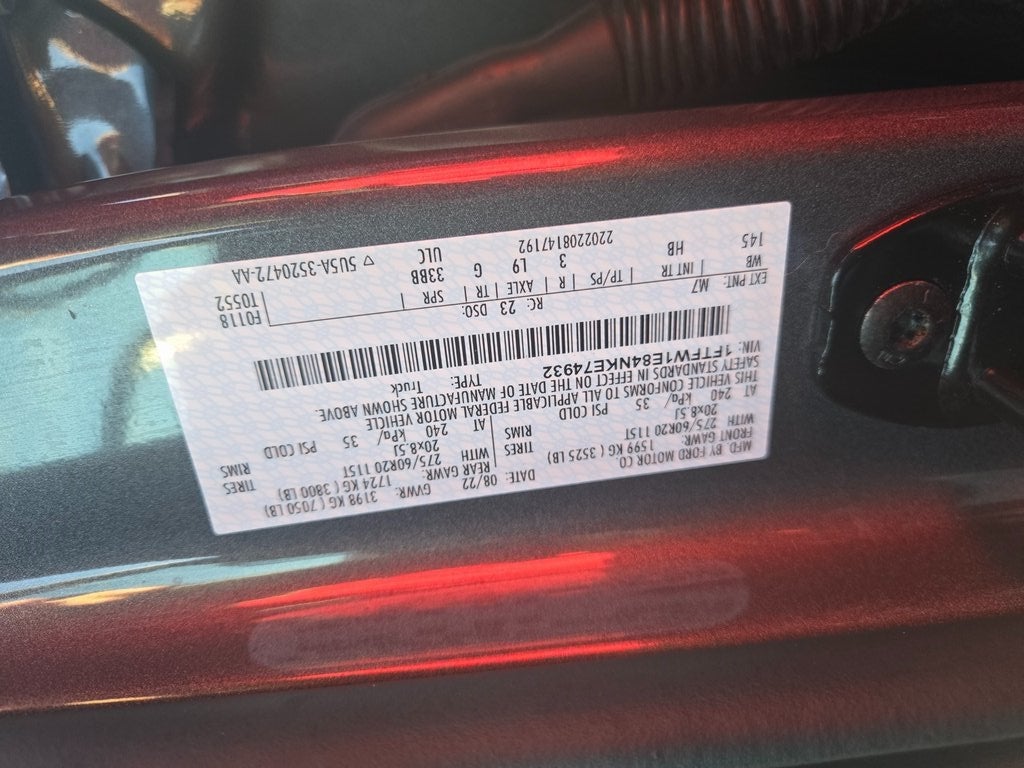 MFD. BY FORD MOTOR CO.
DATE: 08/22 GVWR: 3198 KG ( 7050 LB)
FRONT GAWR: 1599 KG ( 3525 LB) REAR GAWR: 1724 KG ( 3800 LB)
WITH 275/60R20 115T TIRES WITH 275/60R20 115T TIRES
20x8.5J RIMS 20x8.5J RIMS
AT 240 kPa/ 35 PSI COLD AT 240 kPa/ 35 PSI COLD
THIS VEHICLE CONFORMS TO ALL APPLICABLE FEDERAL MOTOR VEHICLE
SAFETY STANDARDS IN EFFECT ON THE DATE OF MANUFACTURE SHOWN ABOVE.
VIN: 1FTFW1E84NKE74932 TYPE: Truck
F0118
T0552
EXT PNT: M7 RC: 23 DSO:
WB INT TR TP/PS R AXLE TR SPR
145 HB 3 L9 G 33BB
2202208147192 ULC ▽ 5U5A-3520472-AA